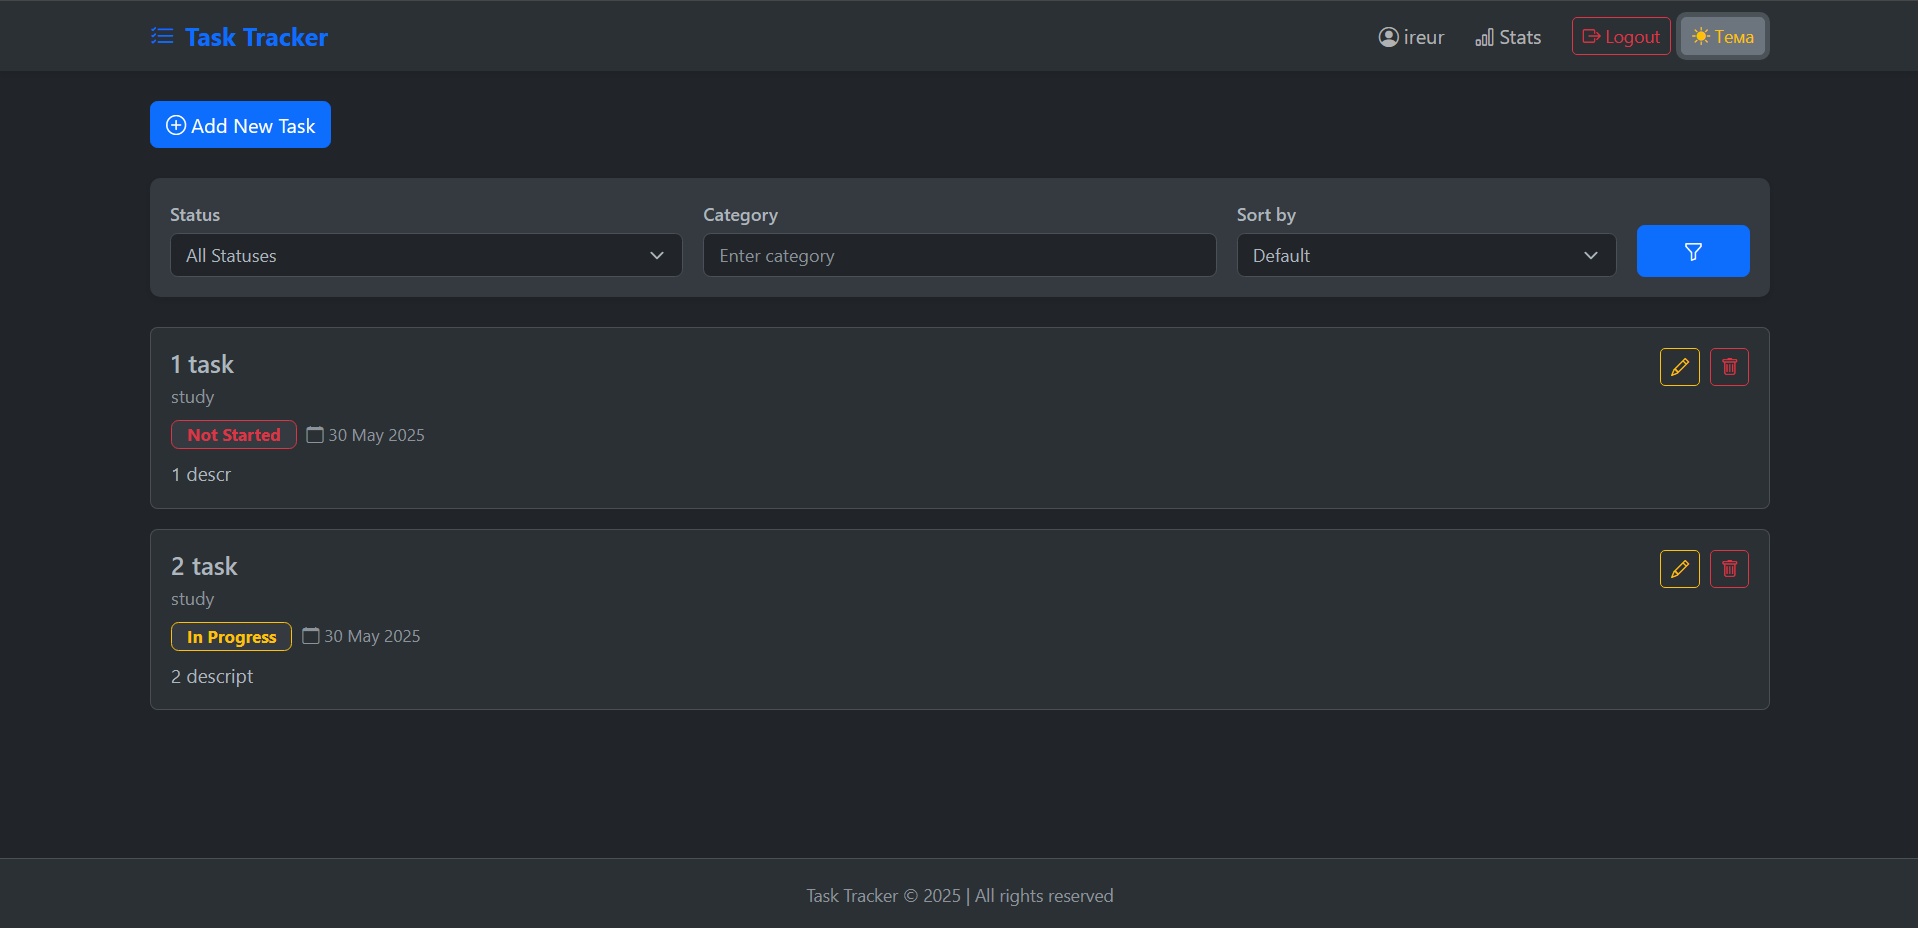 Task Tracker
ireur
Stats
Logout
Тема
Add New Task
Status
Category
Sort by
All Statuses
Enter category
Default
1 task
study
Not Started
30 May 2025
1 descr
2 task
study
In Progress
30 May 2025
2 descript
Task Tracker © 2025 | All rights reserved